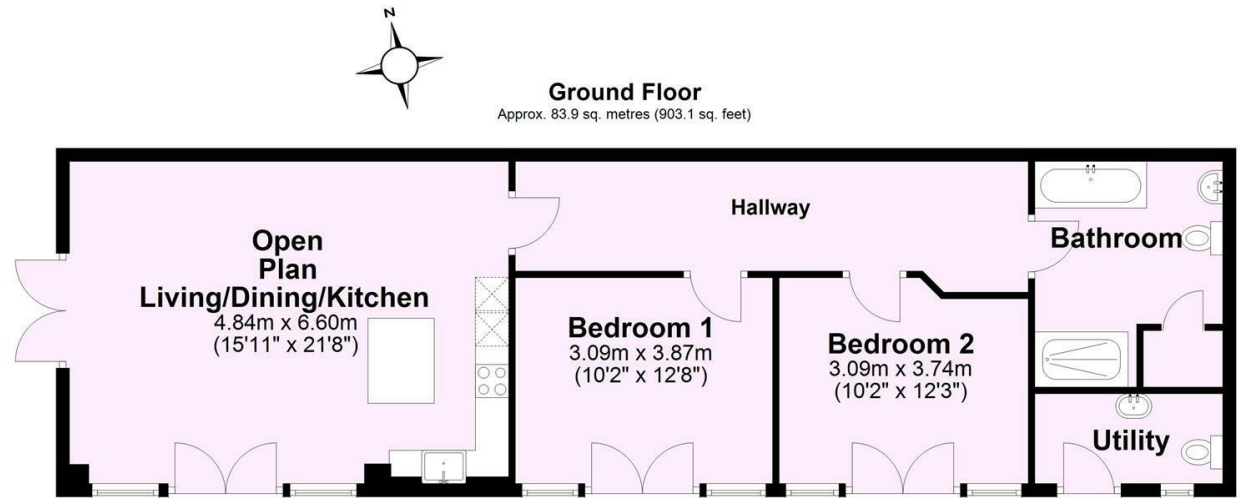 N
Ground Floor
Approx. 83.9 sq. metres (903.1 sq. feet)
Open
Plan
Living/Dining/Kitchen
4.84m x 6.60m
(15'11" x 21'8")
Hallway
Bathroom
Bedroom 1
3.09m x 3.87m
(10'2" x 12'8")
Bedroom 2
3.09m x 3.74m
(10'2" x 12'3")
Utility